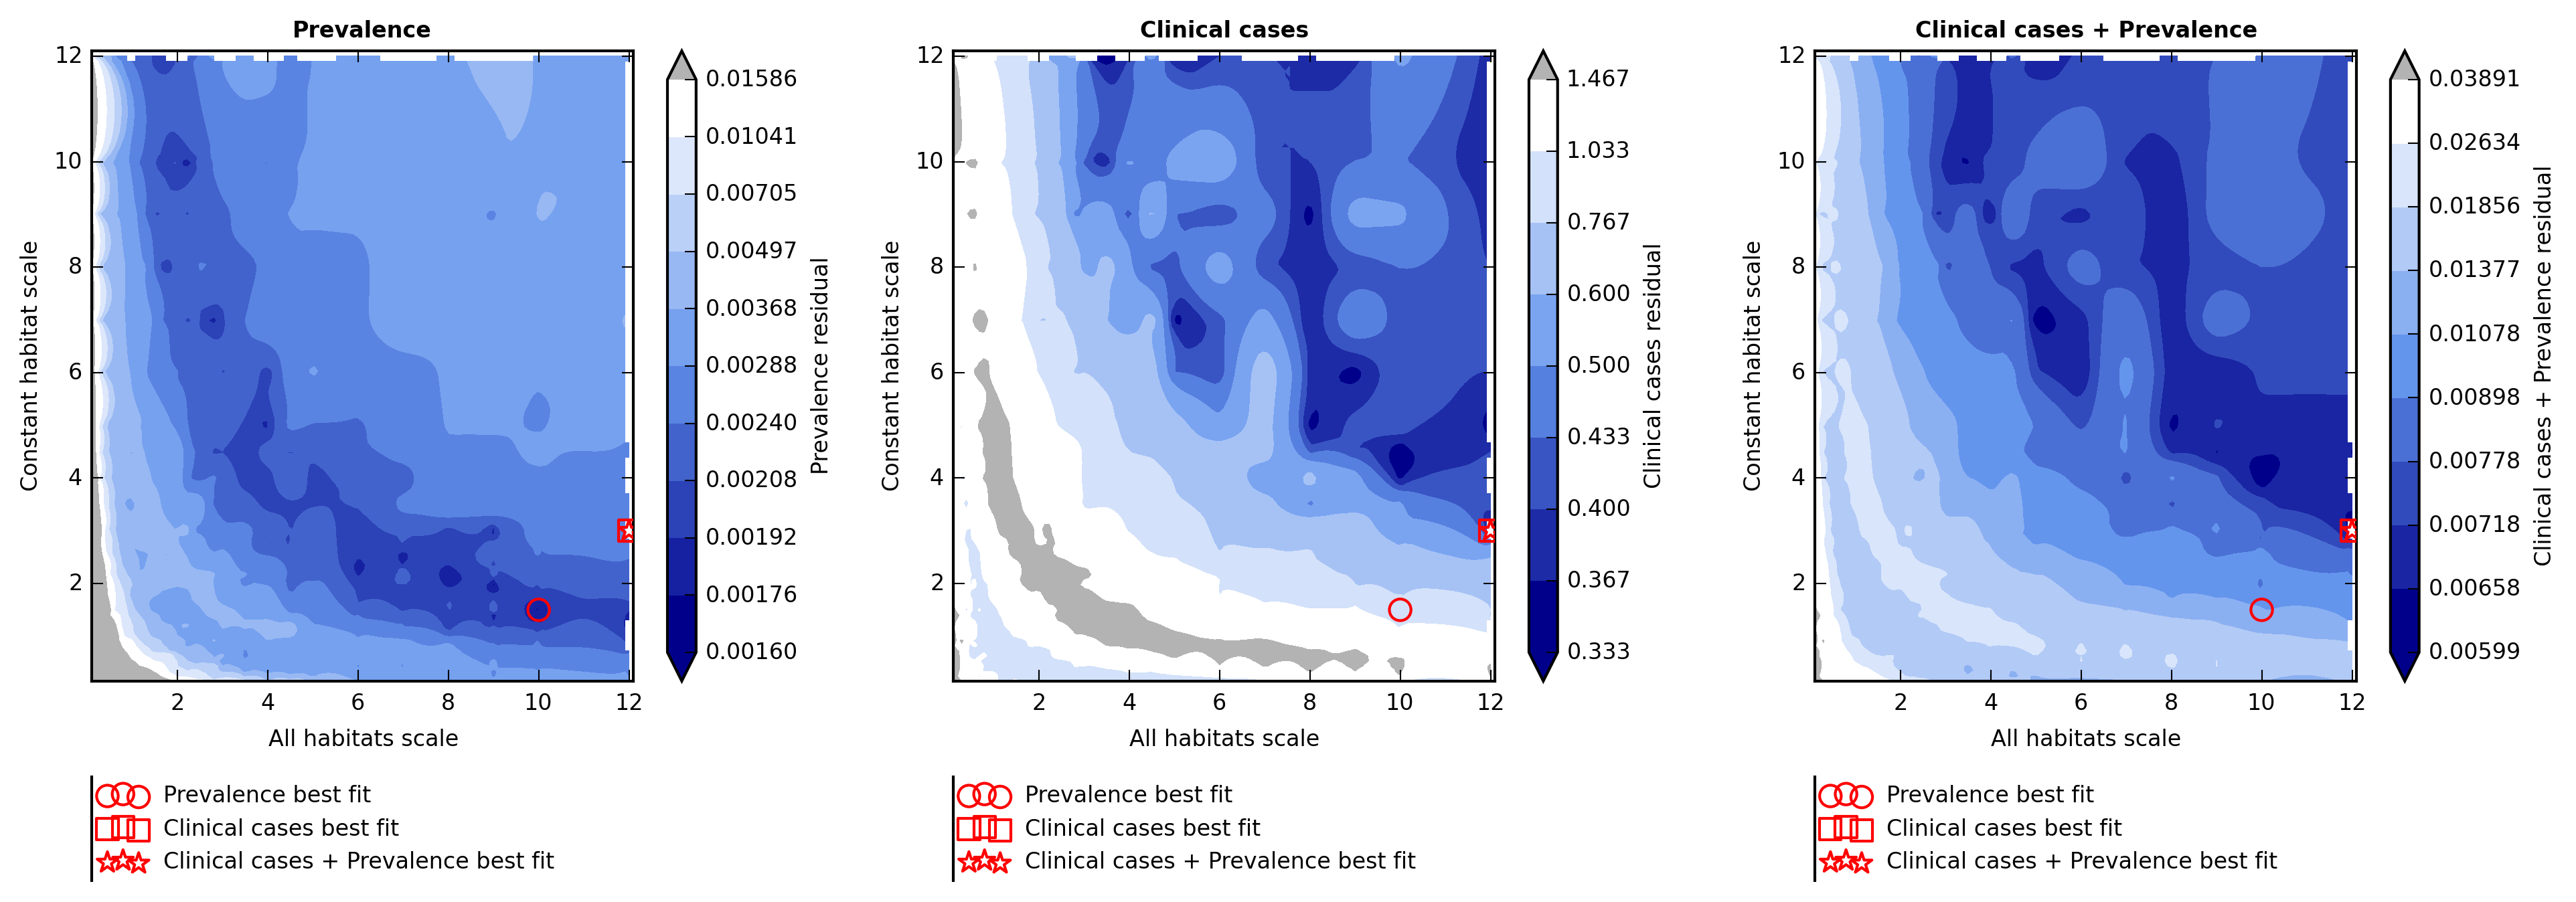 Prevalence
Constant habitat scale
12
10
8
6
4
2
2 4 6 8 10 12
All habitats scale
0.01586
0.01041
0.00705
0.00497
0.00368
0.00288
0.00240
0.00208
0.00192
0.00176
0.00160
Prevalence residual
Prevalence best fit
Clinical cases best fit
Clinical cases + Prevalence best fit
Clinical cases
Constant habitat scale
12
10
8
6
4
2
2 4 6 8 10 12
All habitats scale
1.467
1.033
0.767
0.600
0.500
0.433
0.400
0.367
0.333
Clinical cases residual
Prevalence best fit
Clinical cases best fit
Clinical cases + Prevalence best fit
Clinical cases + Prevalence
Constant habitat scale
12
10
8
6
4
2
2 4 6 8 10 12
All habitats scale
0.03891
0.02634
0.01856
0.01377
0.01078
0.00898
0.00778
0.00718
0.00658
0.00599
Clinical cases + Prevalence residual
Prevalence best fit
Clinical cases best fit
Clinical cases + Prevalence best fit